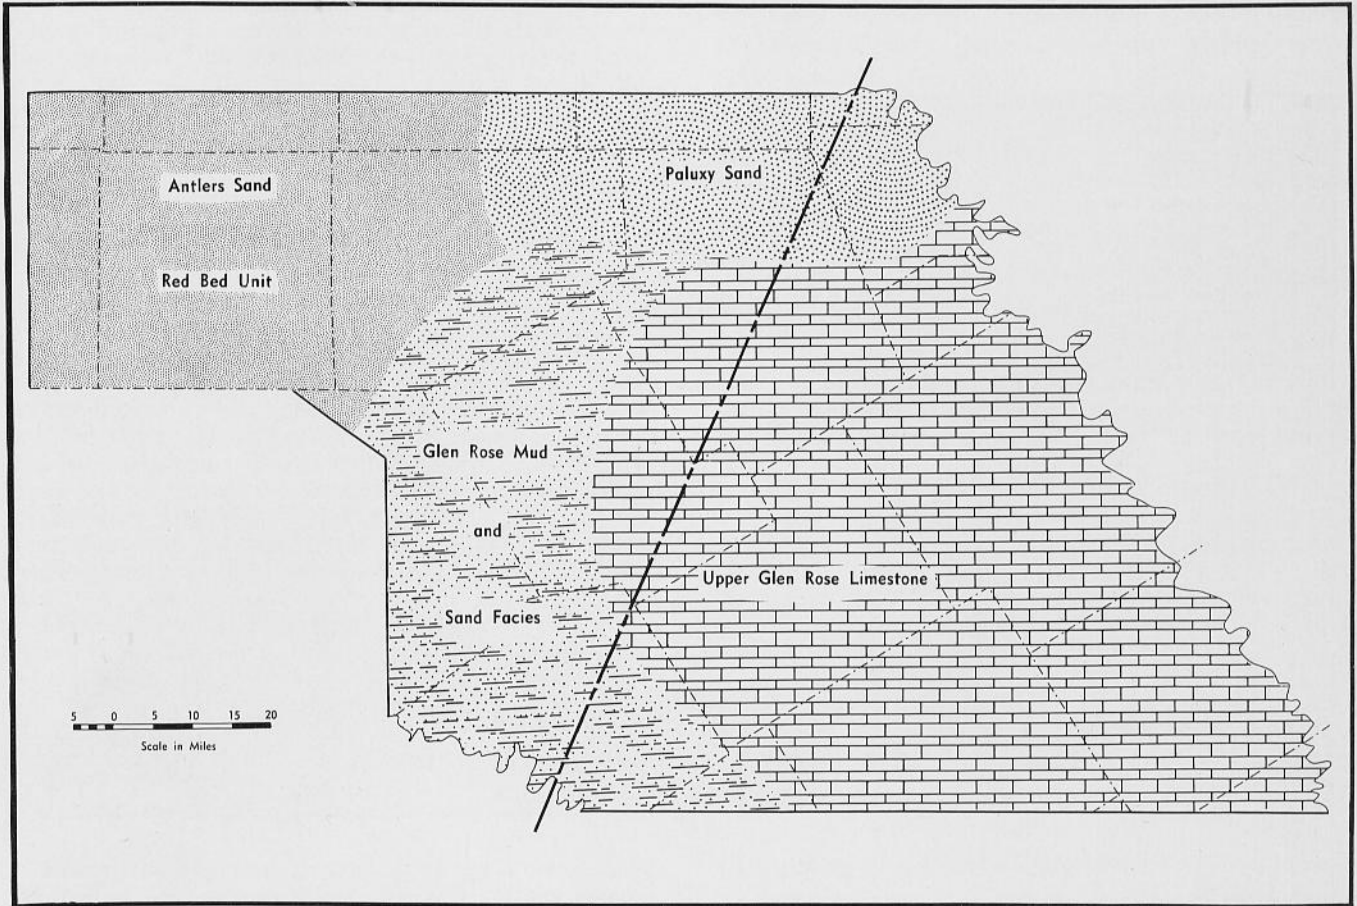 Antlers Sand
Paluxy Sand
Red Bed Unit
Glen Rose Mud
and
Sand Facies
Upper Glen Rose Limestone
5 0 5 10 15 20
Scale in Miles